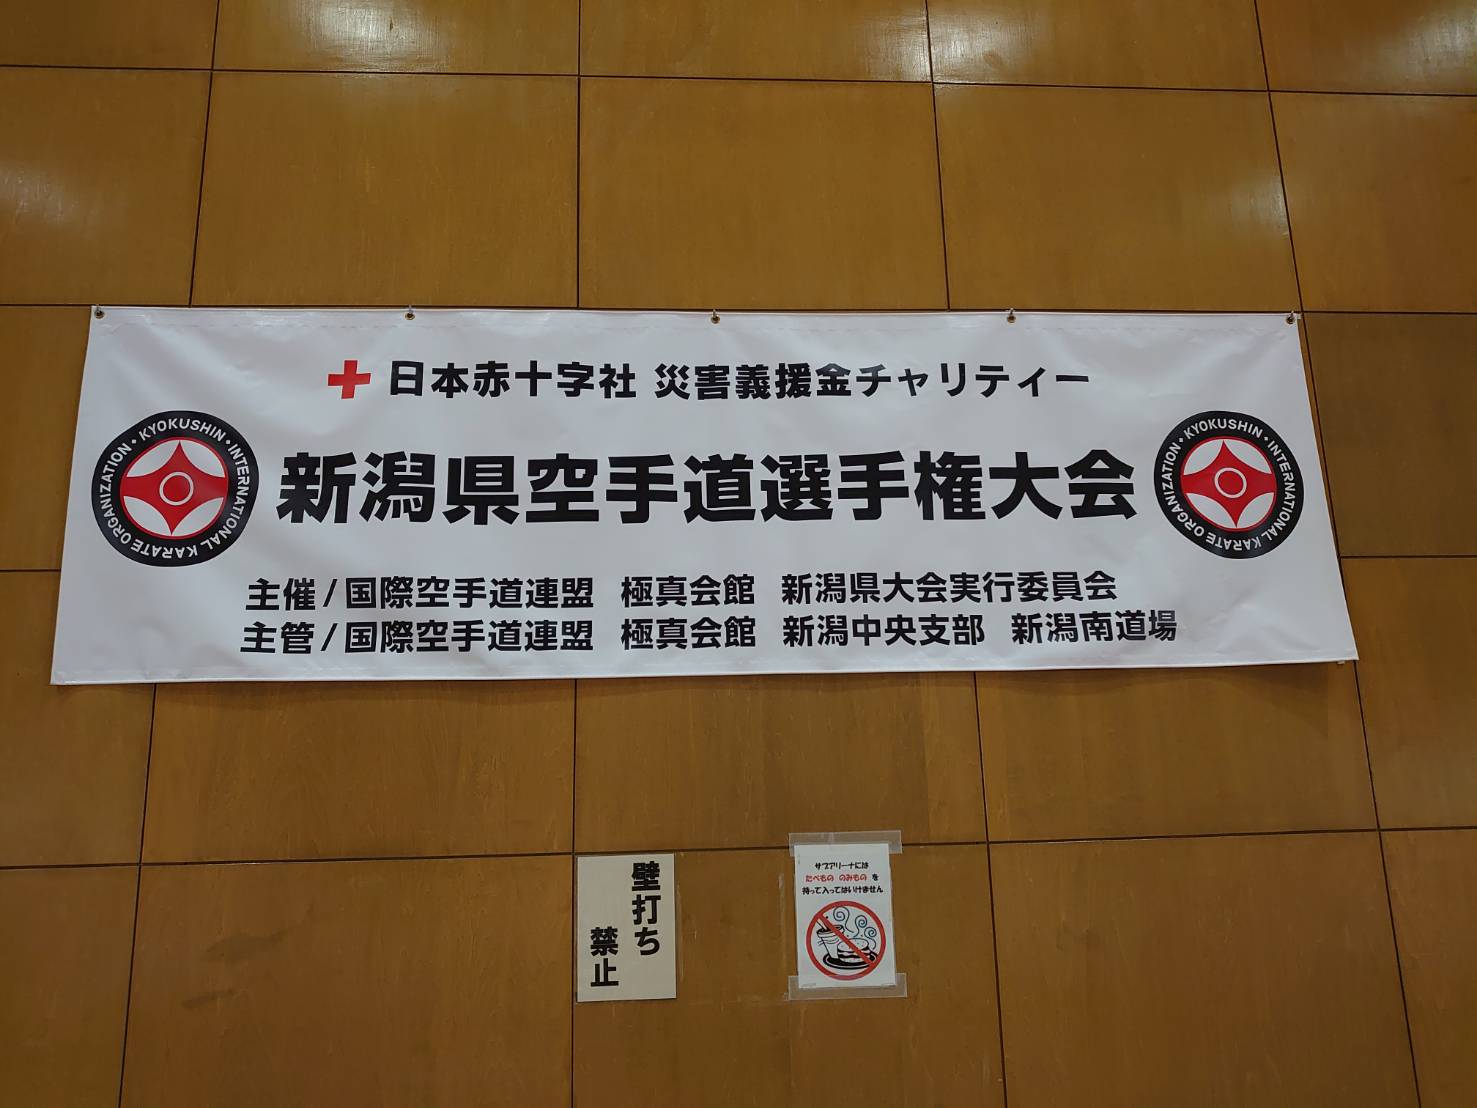 日本赤十字社 災害義援金チャリティー
KYOKUSHIN・INTERNATIONAL KARATE ORGANIZATION・
新潟県空手道選手権大会
KYOKUSHIN・INTERNATIONAL KARATE ORGANIZATION・
主催/国際空手道連盟 極真会館 新潟県大会実行委員会
主管/国際空手道連盟 極真会館 新潟中央支部 新潟南道場
壁打ち
禁止
サブアリーナには
たべもの のみもの を
持って入ってはいけません